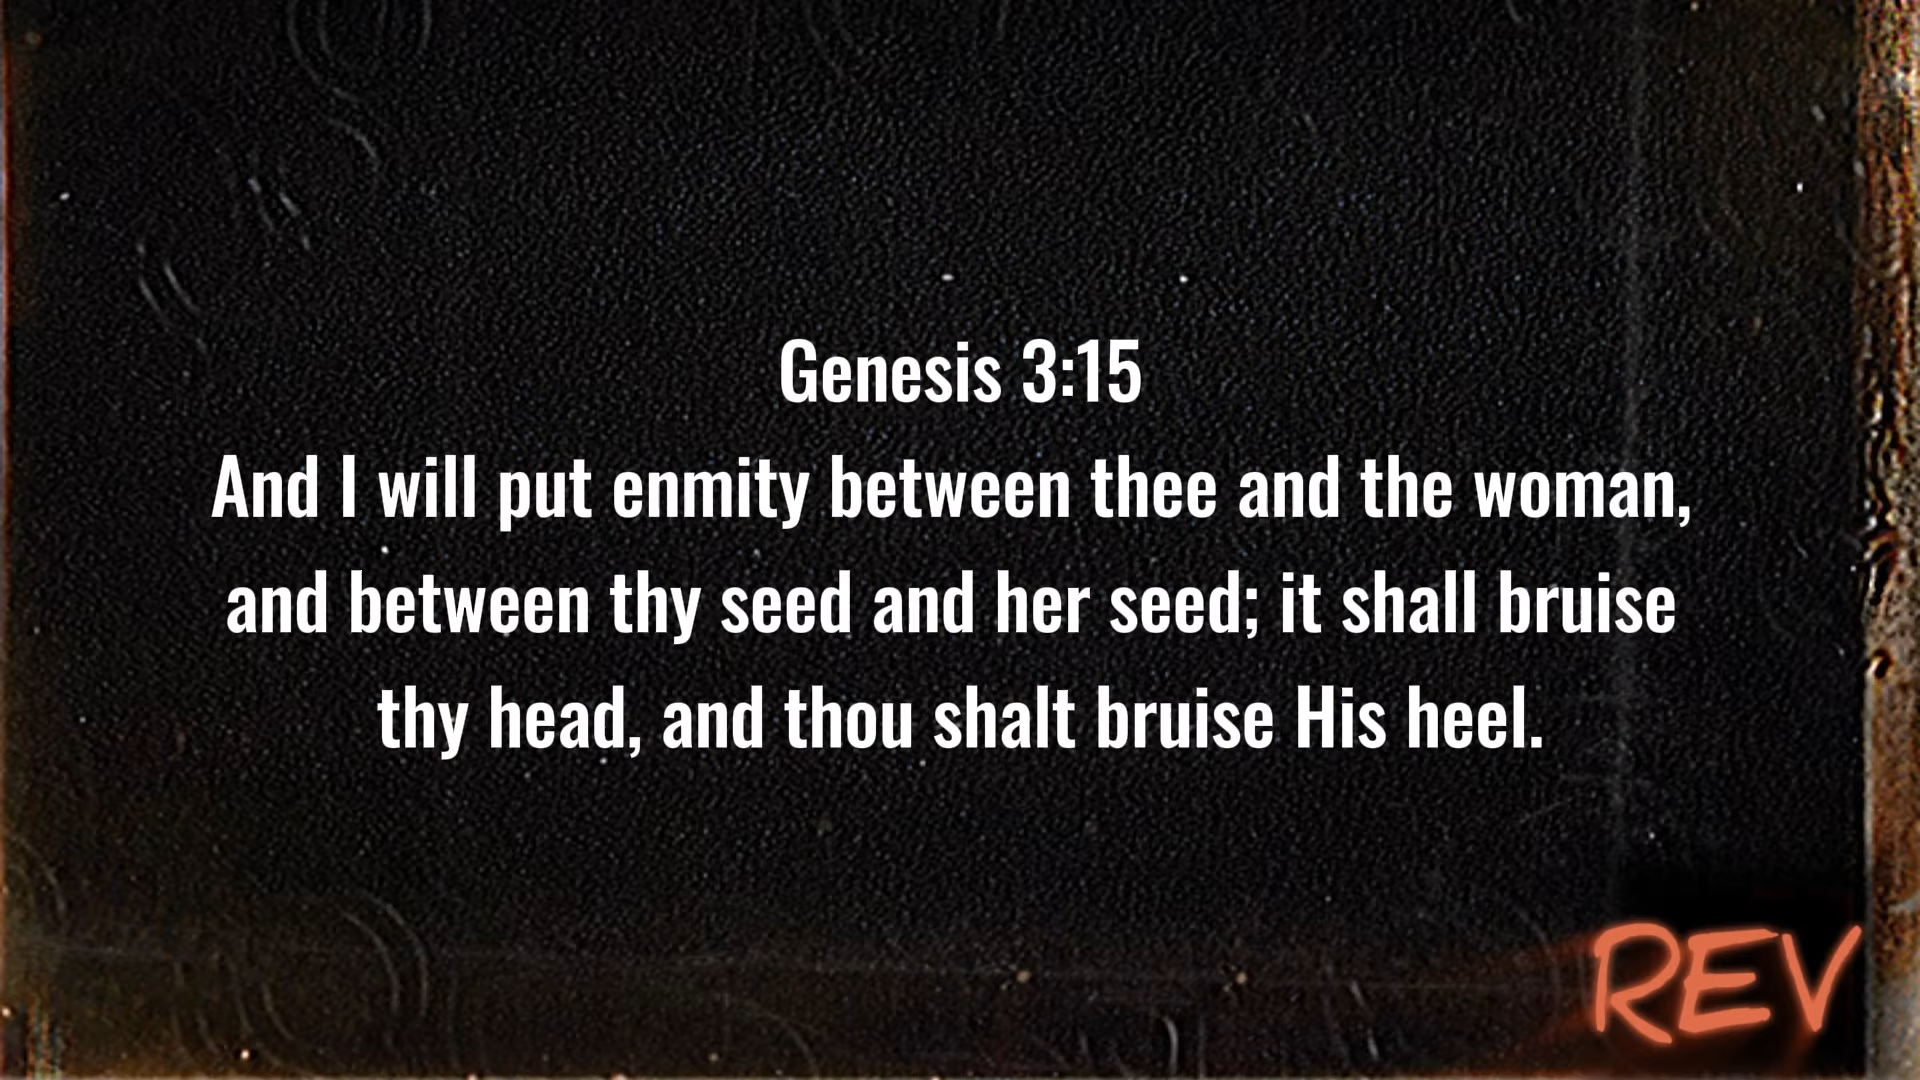 Genesis 3:15
And I will put enmity between thee and the woman,
and between thy seed and her seed; it shall bruise
thy head, and thou shalt bruise His heel.
REV